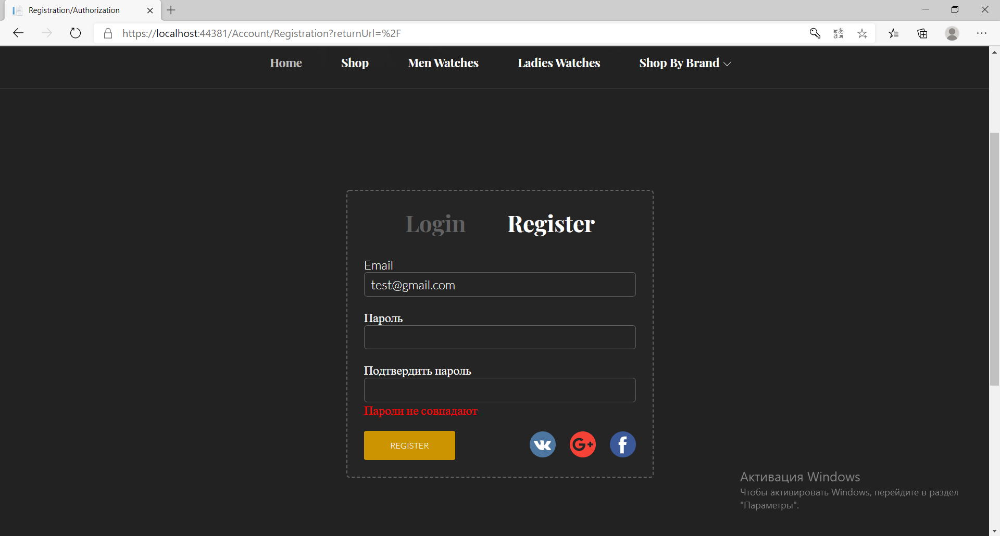 Registration/Authorization
https://localhost:44381/Account/Registration?returnUrl=%2F
Home Shop Men Watches Ladies Watches Shop By Brand
Login Register
Email
test@gmail.com
Пароль
Подтвердить пароль
Пароли не совпадают
REGISTER
Активация Windows
Чтобы активировать Windows, перейдите в раздел
"Параметры".